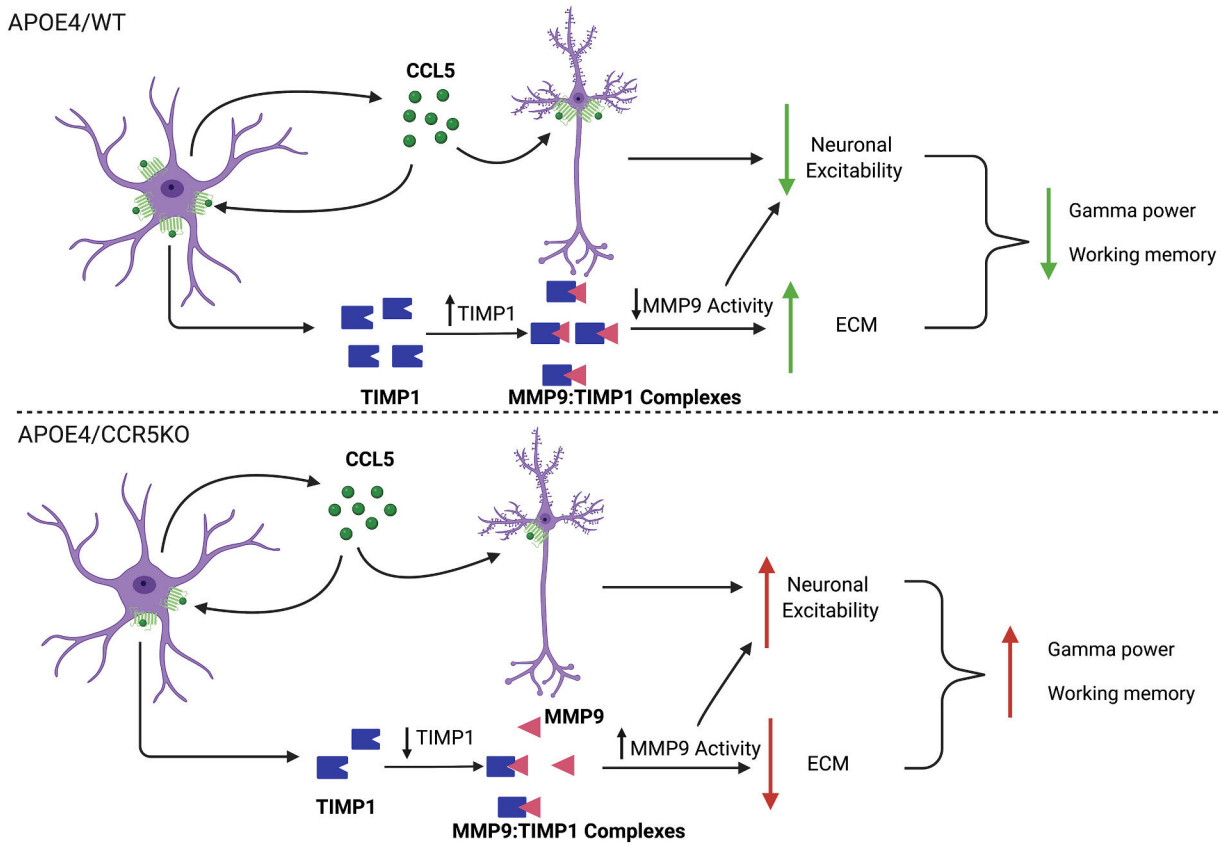 APOE4/WT
CCL5
Neuronal
Excitability
Gamma power
Working memory
TIMP1
MMP9 Activity
ECM
TIMP1
MMP9:TIMP1 Complexes
APOE4/CCR5KO
CCL5
Neuronal
Excitability
Gamma power
Working memory
MMP9
TIMP1
MMP9 Activity
ECM
TIMP1
MMP9:TIMP1 Complexes